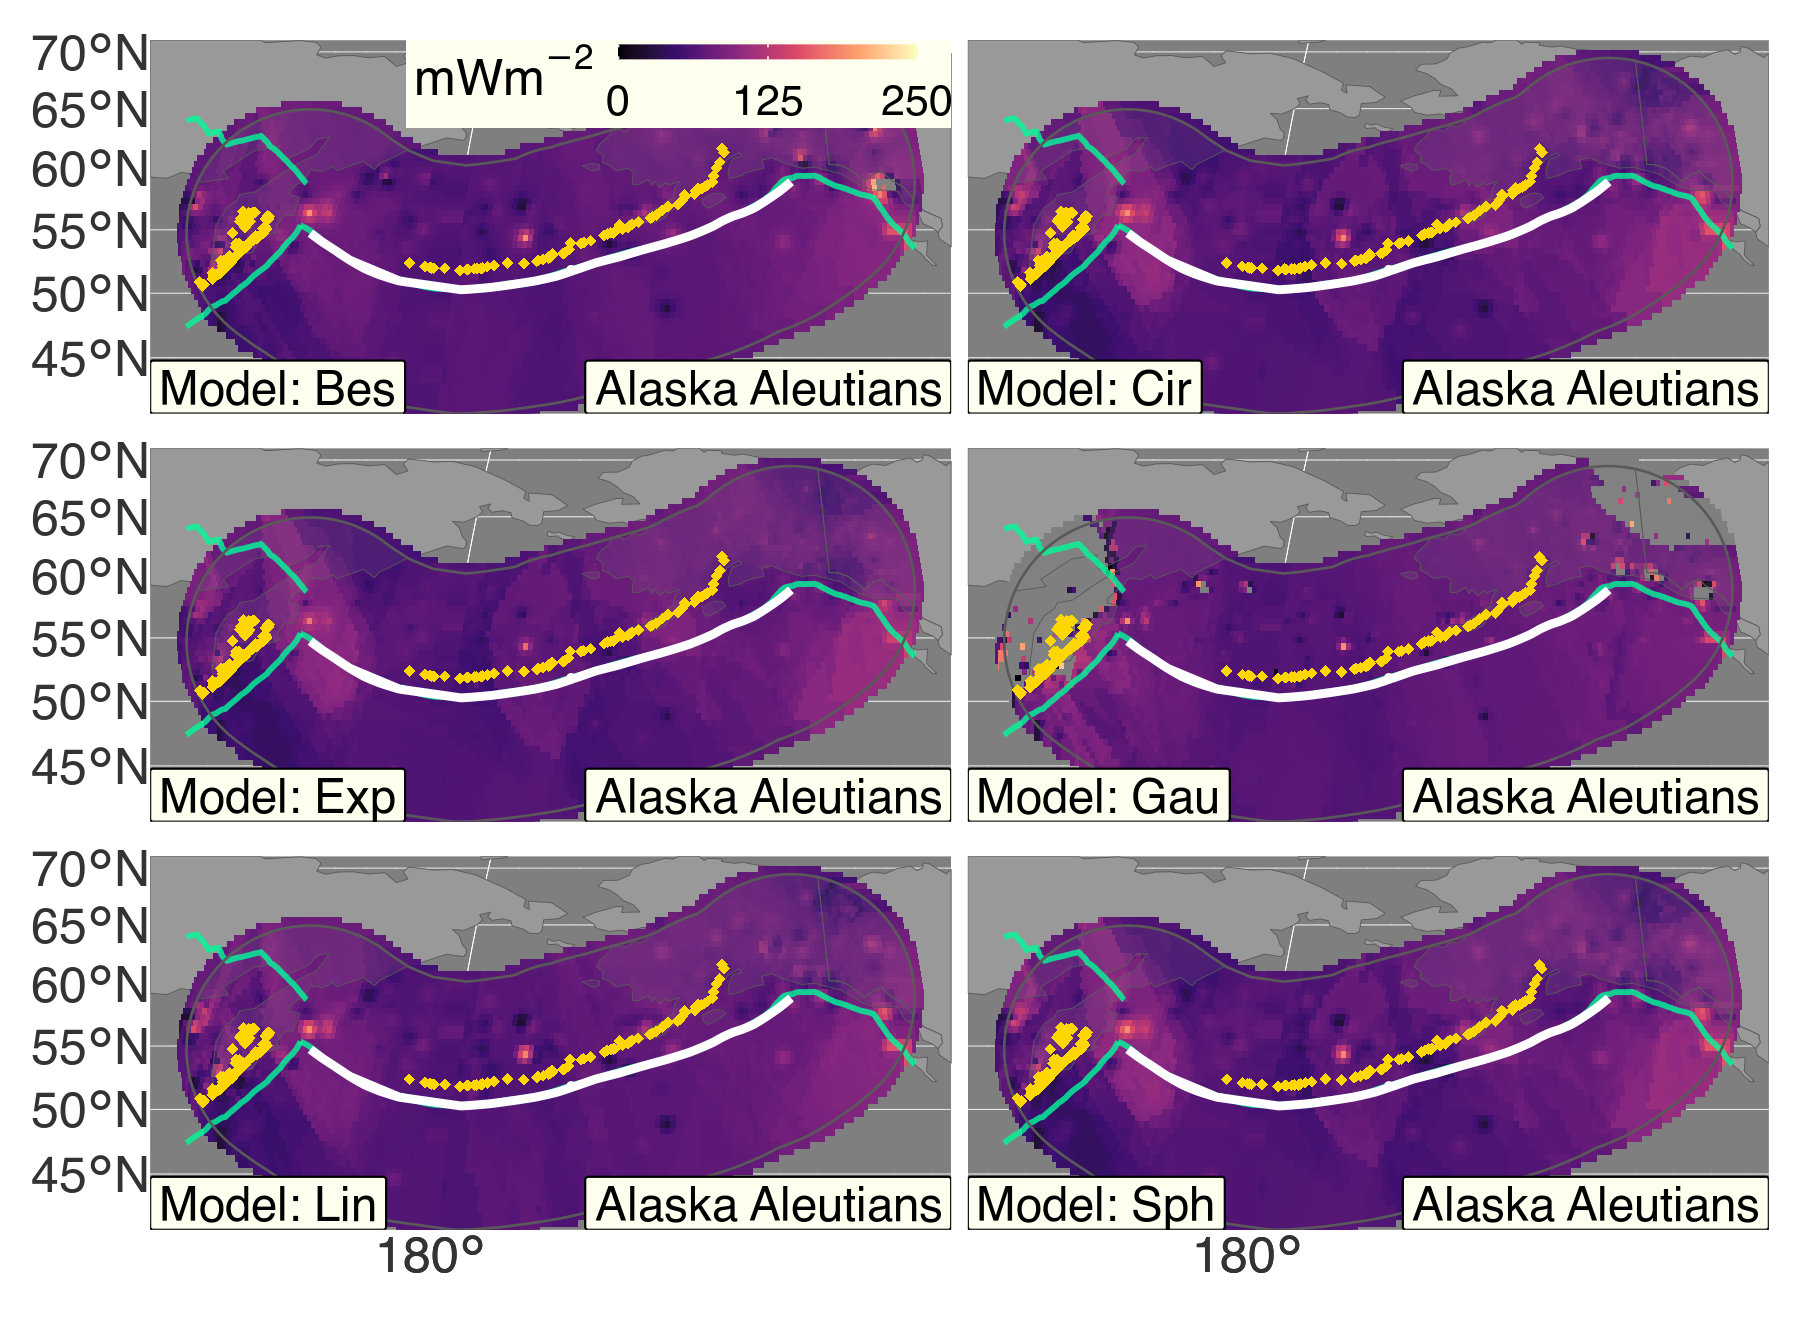 70°N
65°N
60°N
55°N
50°N
45°N
mWm−2
0 125 250
Model: Bes
Alaska Aleutians
Model: Cir
Alaska Aleutians
70°N
65°N
60°N
55°N
50°N
45°N
Model: Exp
Alaska Aleutians
Model: Gau
Alaska Aleutians
70°N
65°N
60°N
55°N
50°N
45°N
Model: Lin
Alaska Aleutians
Model: Sph
Alaska Aleutians
180°
180°